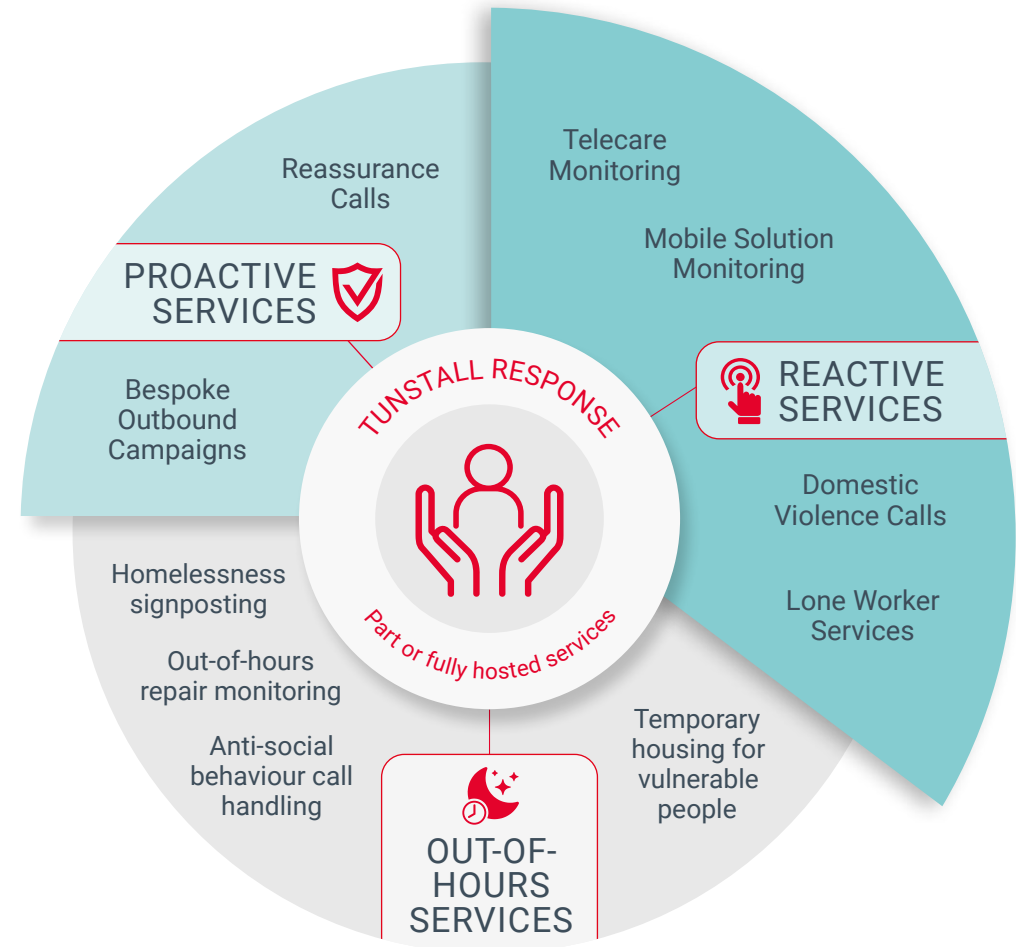 Reassurance
Calls
PROACTIVE
SERVICES
Bespoke
Outbound
Campaigns
Telecare
Monitoring
Mobile Solution
Monitoring
REACTIVE
SERVICES
Domestic
Violence Calls
Lone Worker
Services
TUNSTALL RESPONSE
Part or fully hosted services
Homelessness
signposting
Out-of-hours
repair monitoring
Anti-social
behaviour call
handling
OUT-OF-
HOURS
SERVICES
Temporary
housing for
vulnerable
people